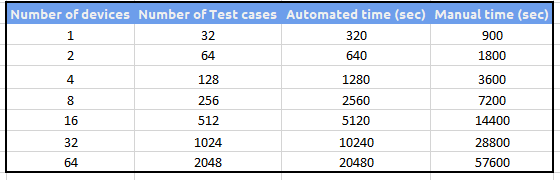 Number of devices Number of Test cases Automated time (sec) Manual time (sec)
1 32 320 900
2 64 640 1800
4 128 1280 3600
8 256 2560 7200
16 512 5120 14400
32 1024 10240 28800
64 2048 20480 57600